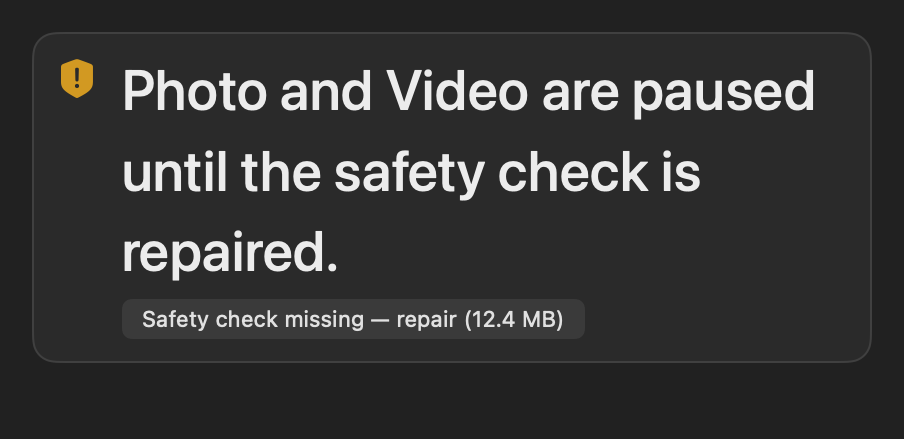 Photo and Video are paused
until the safety check is
repaired.
Safety check missing — repair (12.4 MB)